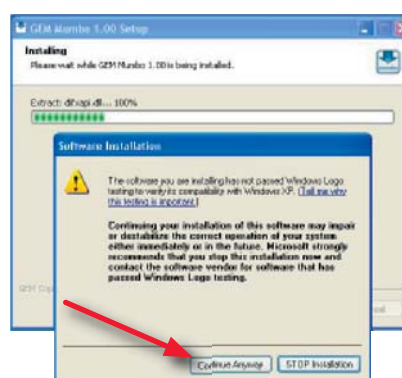 GEM Mumbo 1.00 Setup
Installing
Please wait while GEM Mumbo 1.00 is being installed.
Extract: difxapi.dll... 100%
Software Installation
The software you are installing has not passed Windows Logo
testing to verify its compatibility with Windows XP. (Tell me why
this testing is important.)
Continuing your installation of this software may impair
or destabilize the correct operation of your system
either immediately or in the future. Microsoft strongly
recommends that you stop this installation now and
contact the software vendor for software that has
passed Windows Logo testing.
GEM
Continue Anyway
STOP Installation